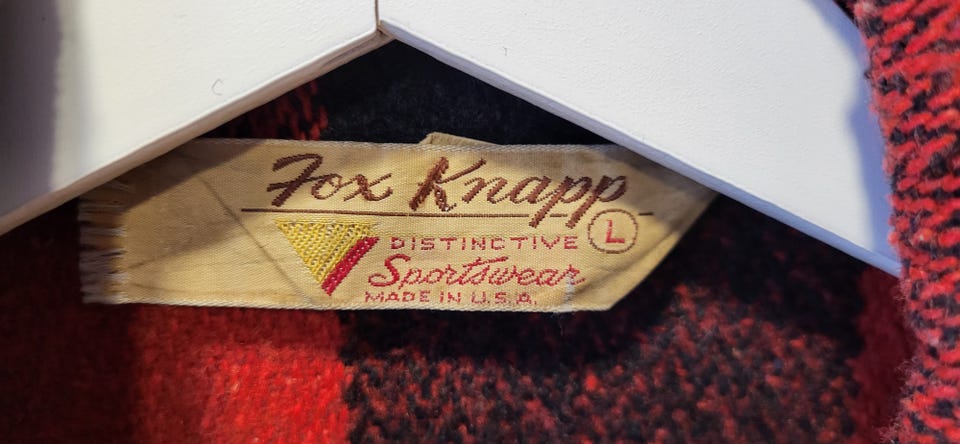 Fox Knapp
L
DISTINCTIVE
Sportswear
MADE IN U.S.A.